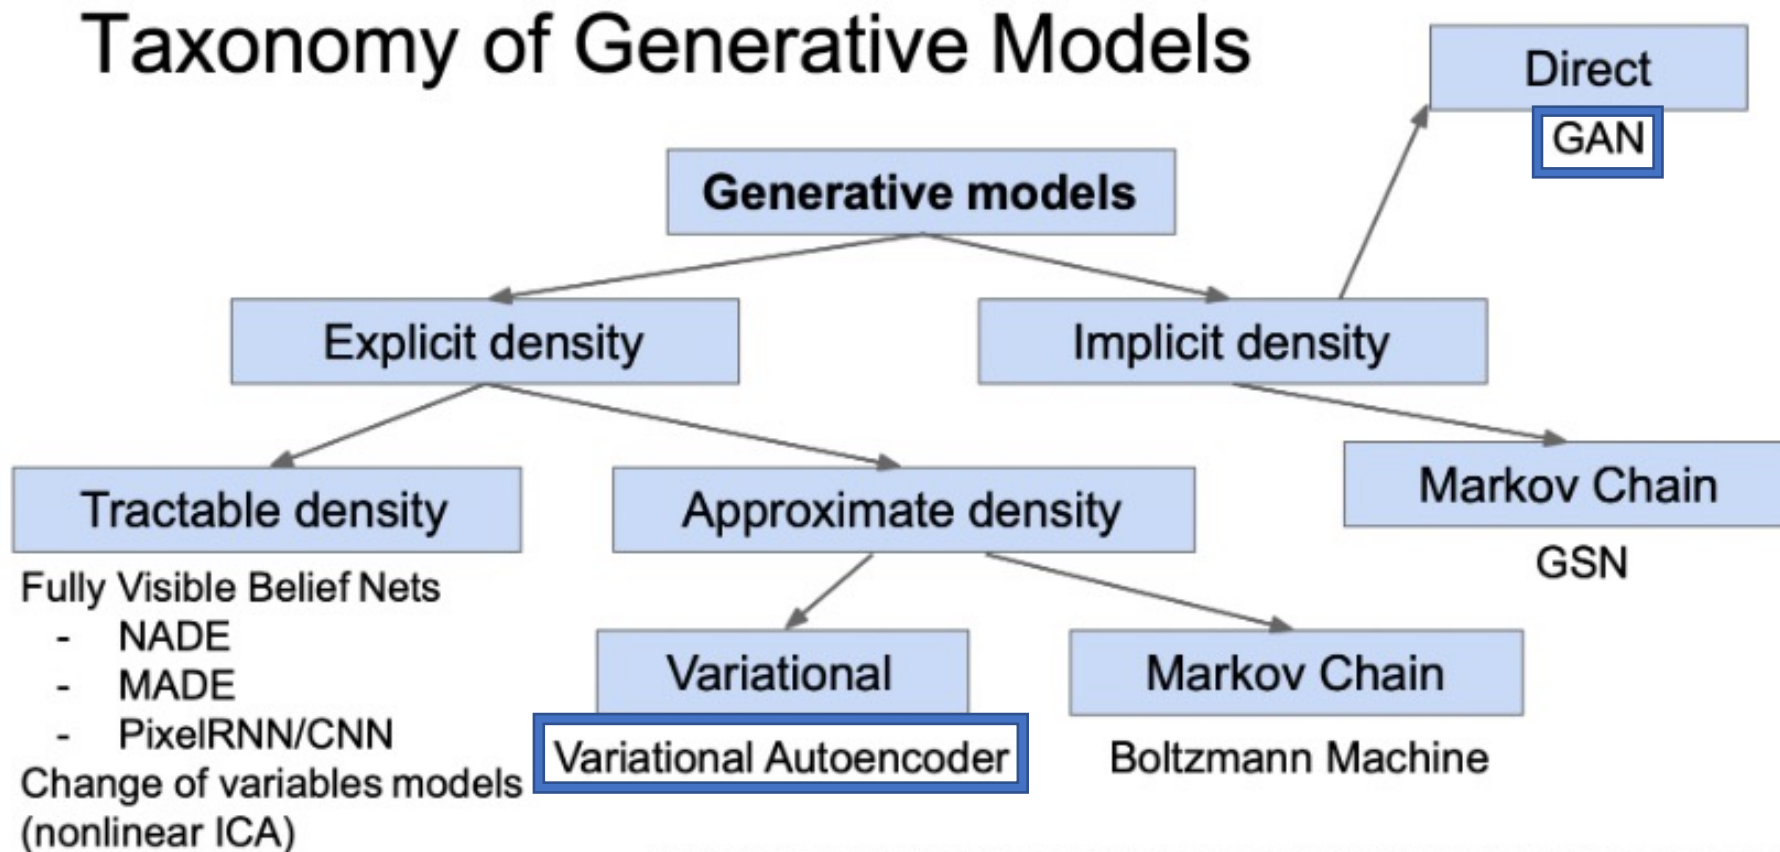 Taxonomy of Generative Models
Direct
GAN
Generative models
Explicit density
Implicit density
Tractable density
Approximate density
Markov Chain
GSN
Fully Visible Belief Nets
- NADE
- MADE
- PixelRNN/CNN
Change of variables models
(nonlinear ICA)
Variational
Markov Chain
Variational Autoencoder
Boltzmann Machine